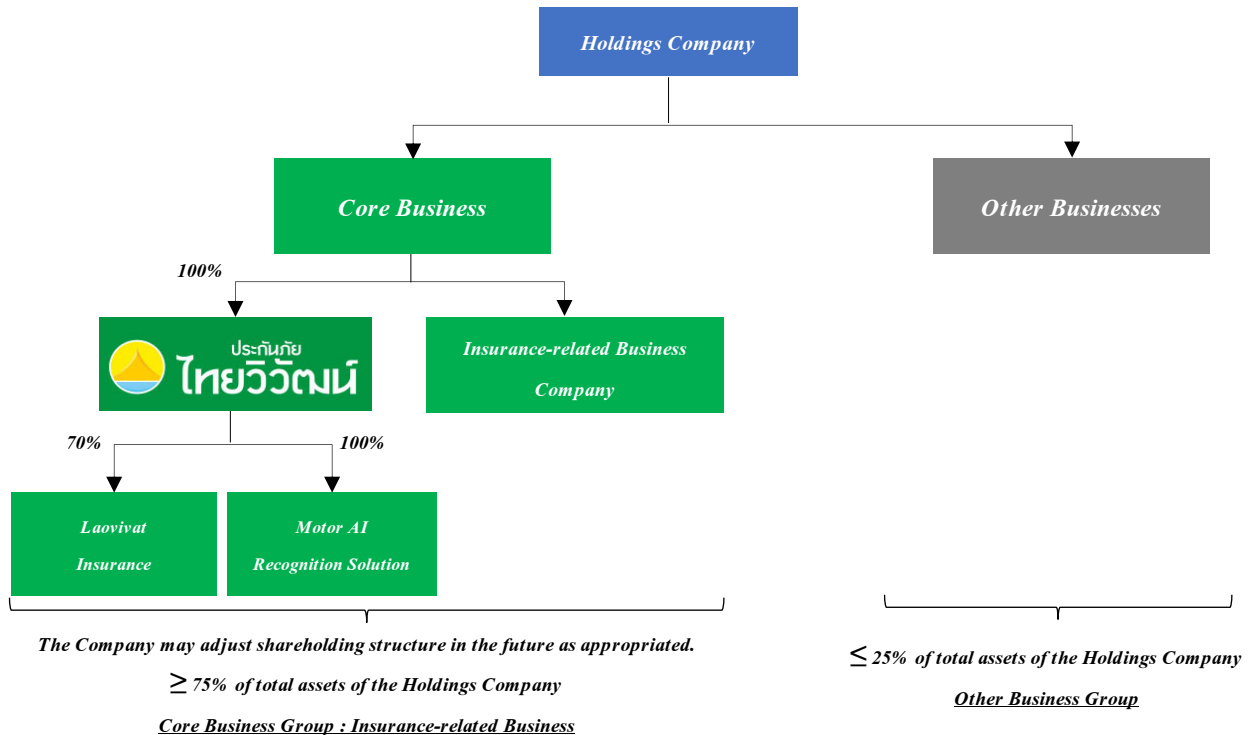 Holdings Company
Core Business
Other Businesses
100%
ประกันภัย
ไทยวิวัฒน์
Insurance-related Business
Company
70%
100%
Laovivat
Insurance
Motor AI
Recognition Solution
The Company may adjust shareholding structure in the future as appropriated.
≥ 75% of total assets of the Holdings Company
Core Business Group : Insurance-related Business
≤ 25% of total assets of the Holdings Company
Other Business Group